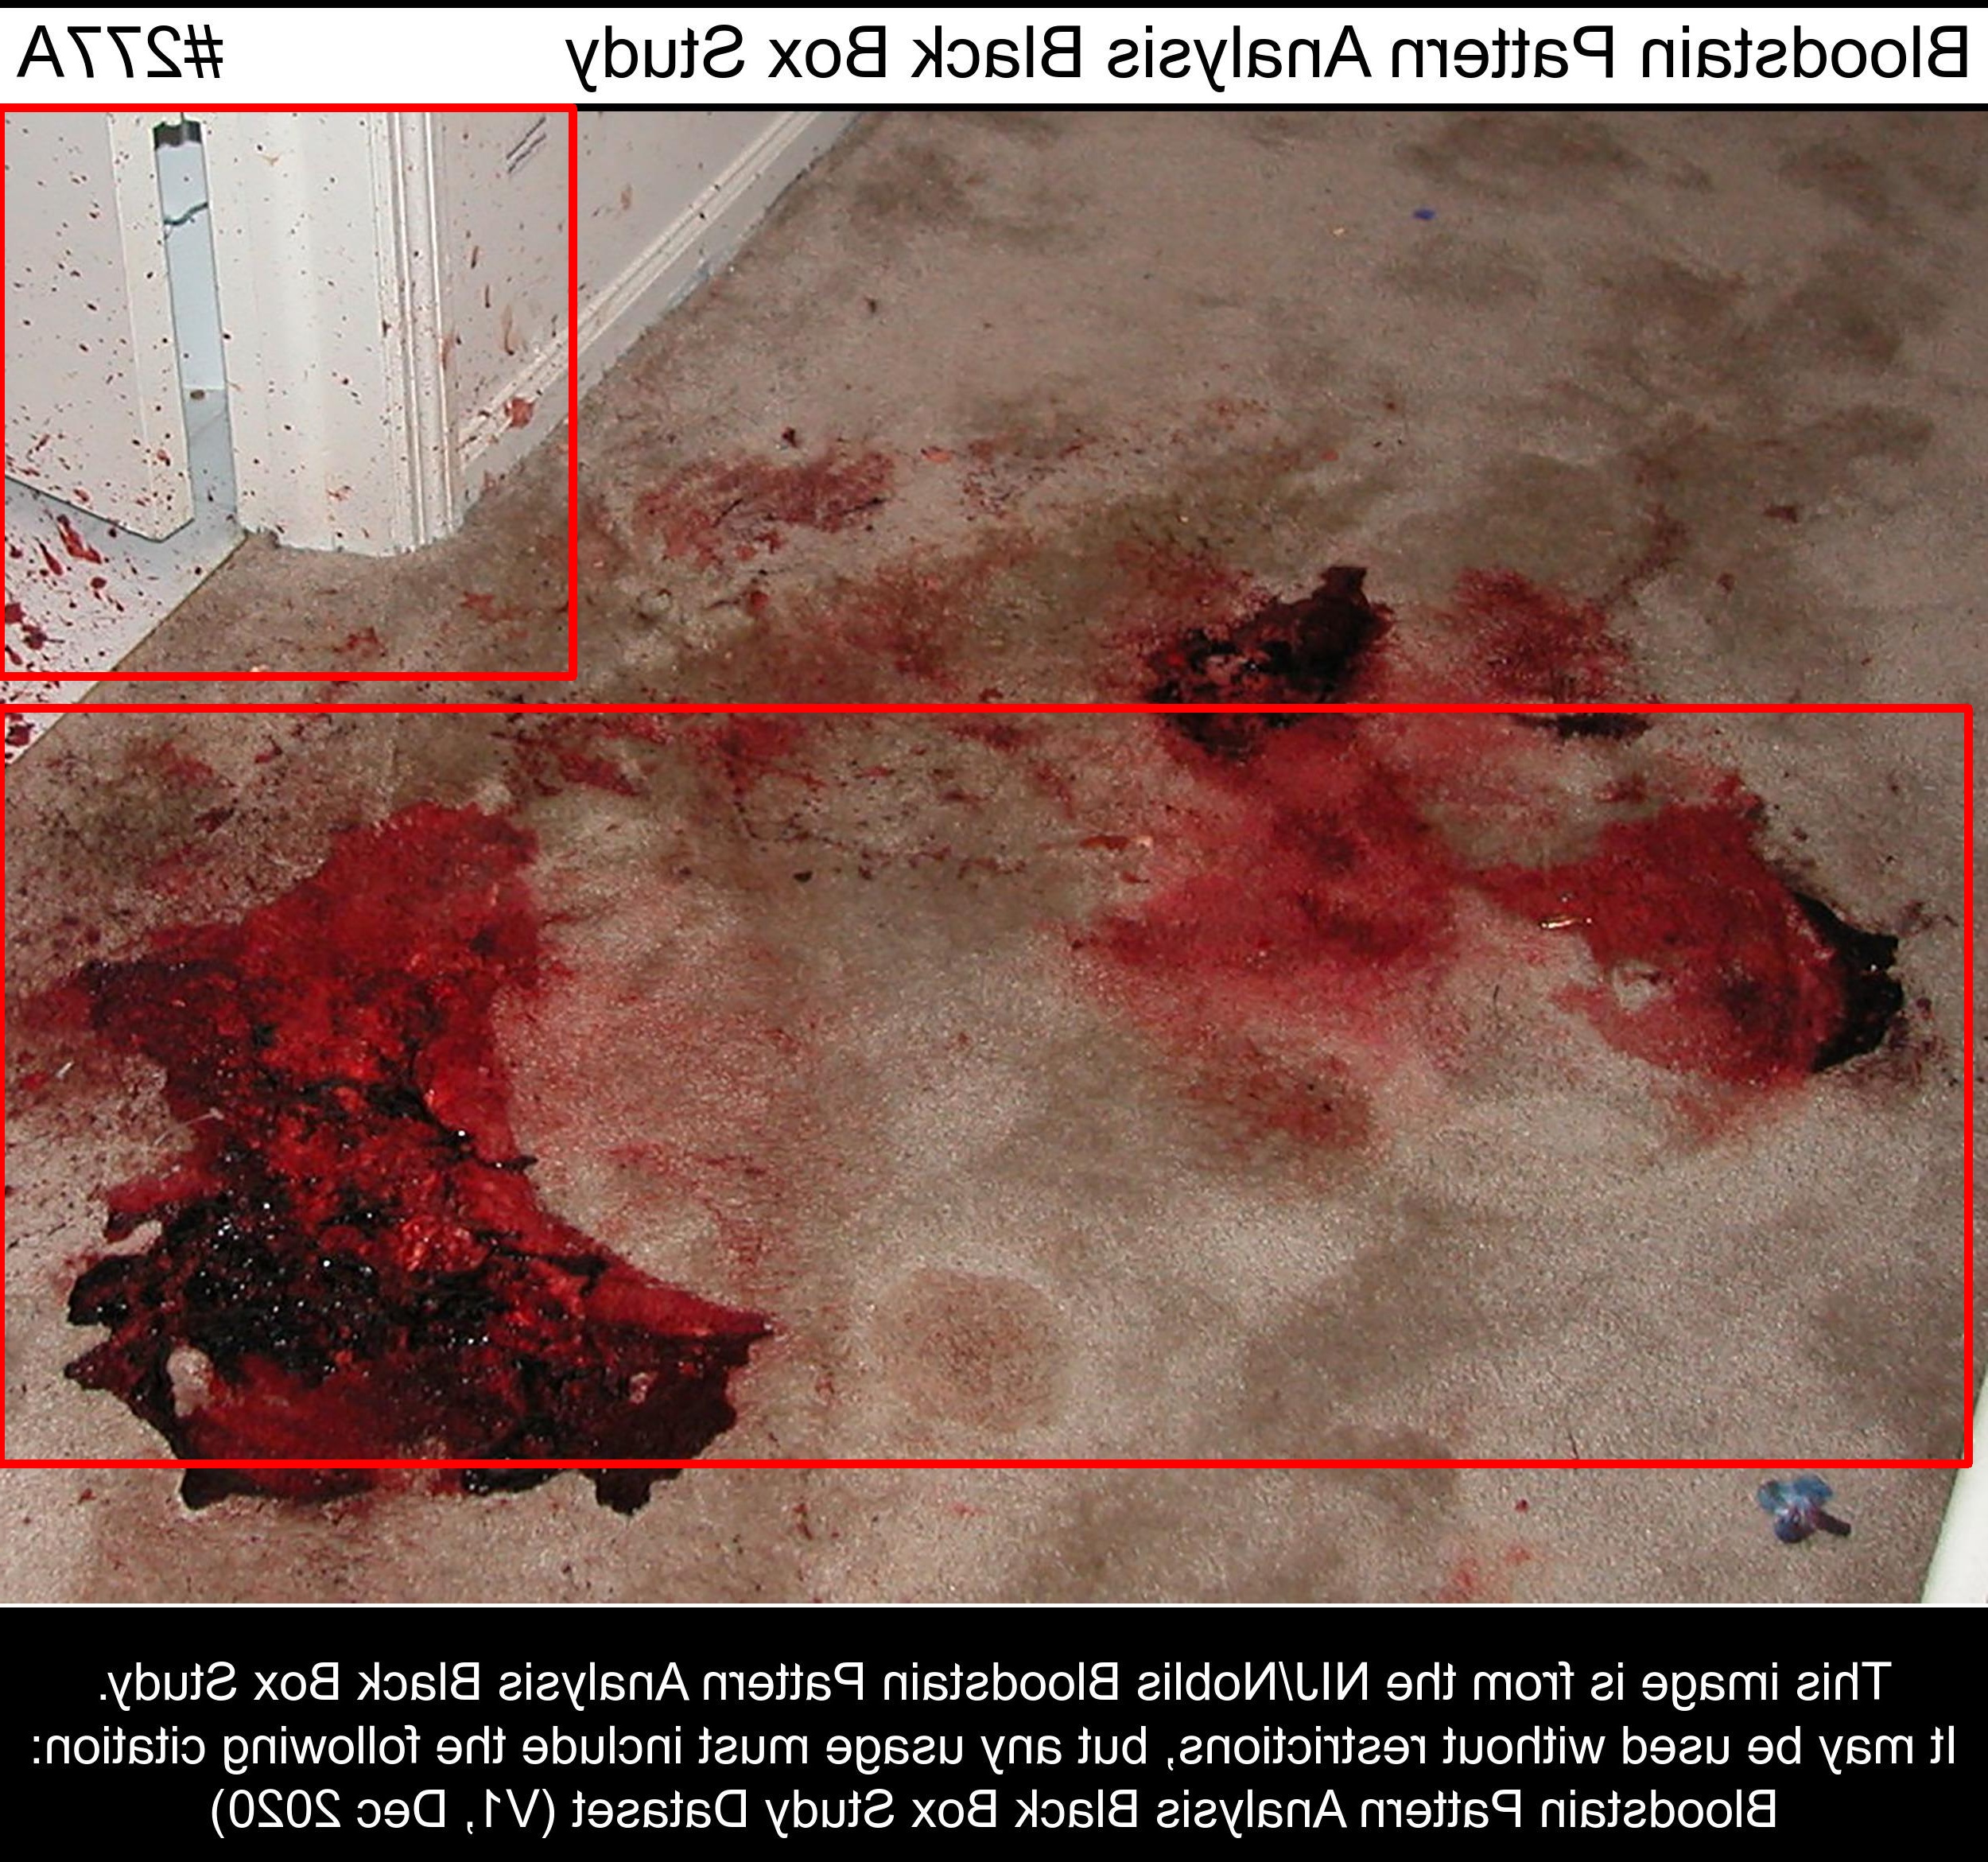 Bloodstain Pattern Analysis Black Box Study #277A
This image is from the NIJ/Noblis Bloodstain Pattern Analysis Black Box Study.
It may be used without restrictions, but any usage must include the following citation:
Bloodstain Pattern Analysis Black Box Study Dataset (V1, Dec 2020)